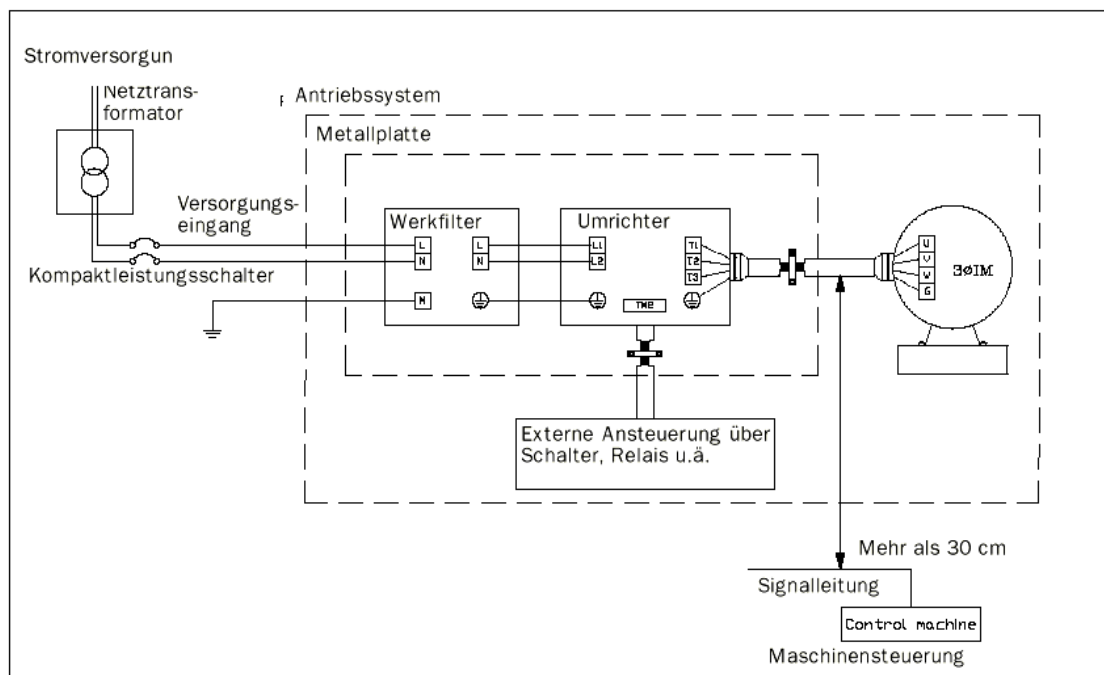 Stromversorgun
Netztrans-
formator
Antriebssystem
Metallplatte
Versorgungs-
eingang
Kompaktleistungsschalter
Werkfilter
L
N
M
L
N
Umrichter
L1
L2
TM2
T1
T2
T3
U
V
W
G
3ØIM
Externe Ansteuerung über
Schalter, Relais u.ä.
Mehr als 30 cm
Signalleitung
Control machine
Maschinensteuerung